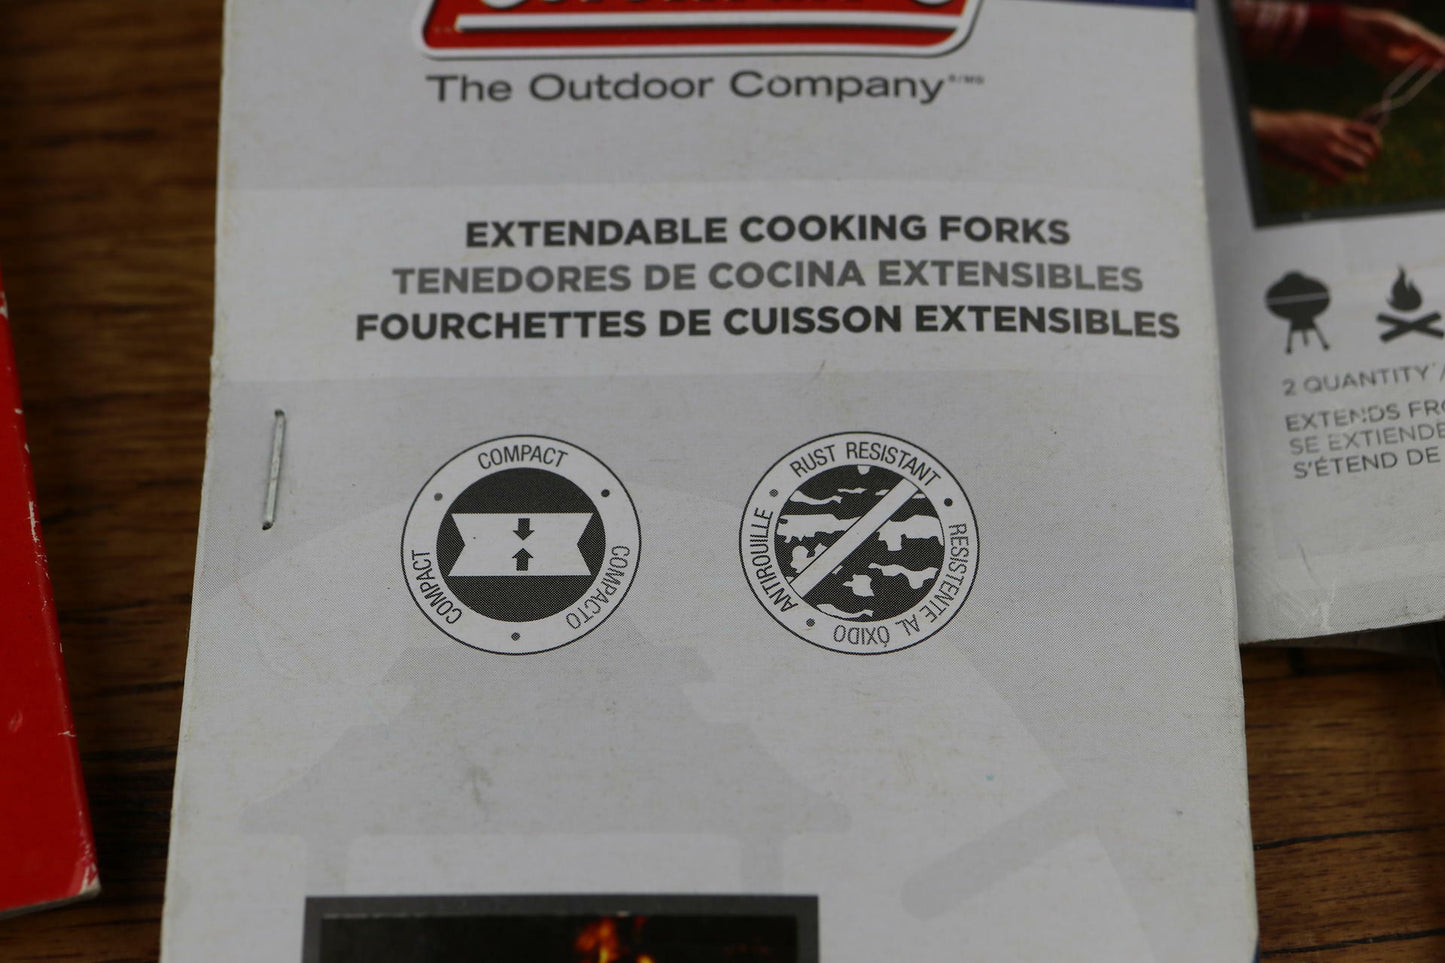 The Outdoor Company
EXTENDABLE COOKING FORKS
TENEDORES DE COCINA EXTENSIBLES
FOURCHETTES DE CUISSON EXTENSIBLES
COMPACT
COMPACTO
COMPACT
RUST RESISTANT
RESISTENTE AL ÓXIDO
ANTIROUILLE
2 QUANTITY /
EXTENDS
SE EXTIENDE
S'ÉTEND DE